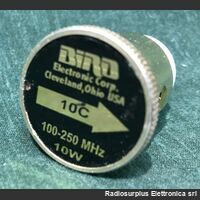 BIRD
Electronic Corp.
Cleveland,Ohio USA
10C
100-250 MHz
10W
Radiosurplus Elettronica srl